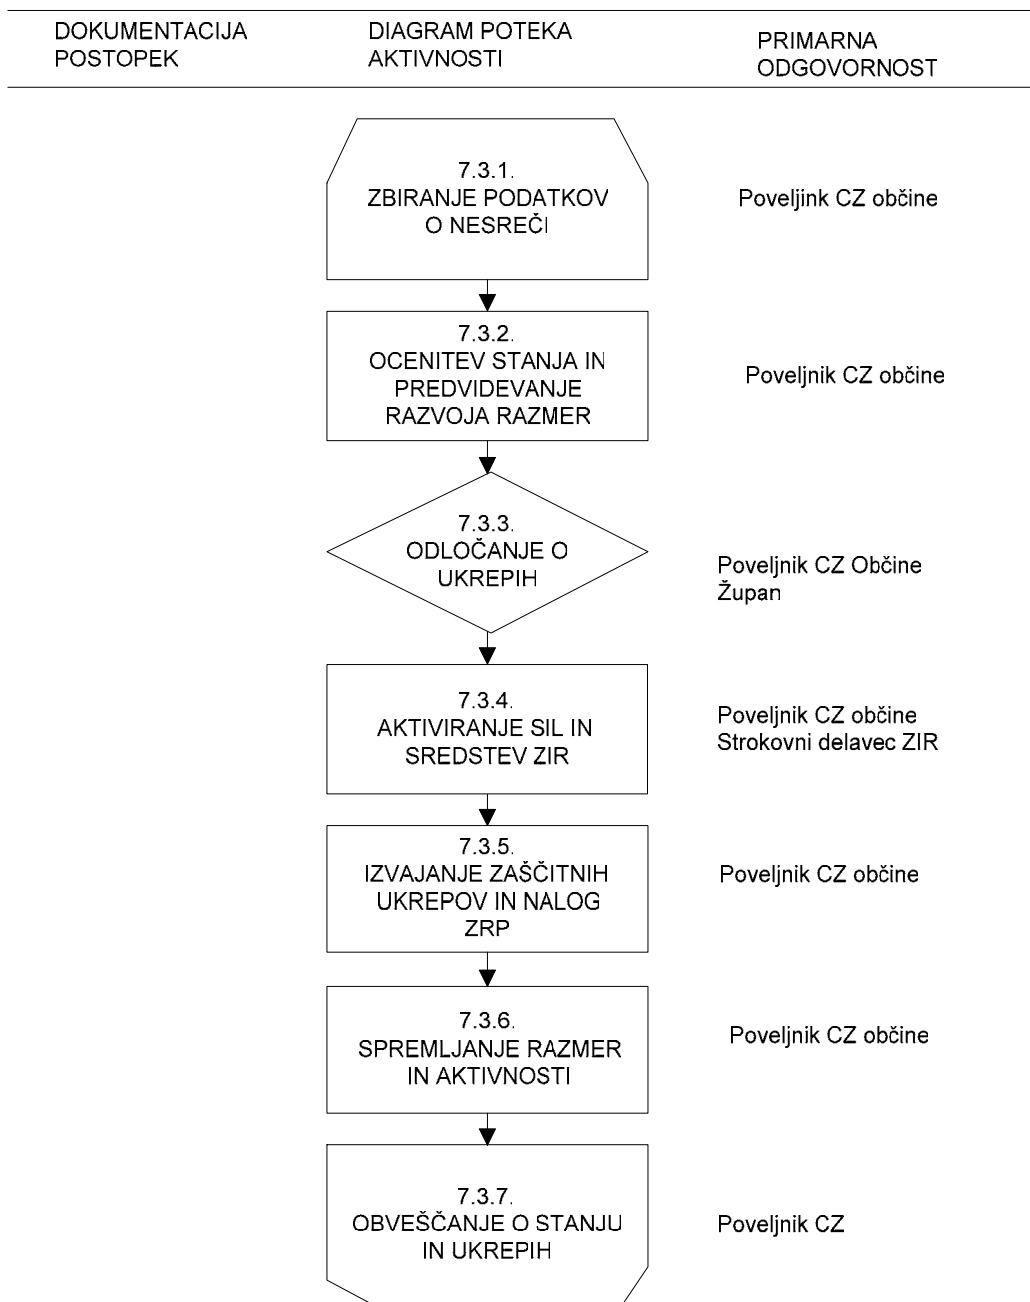 DOKUMENTACIJA
POSTOPEK
DIAGRAM POTEKA
AKTIVNOSTI
PRIMARNA
ODGOVORNOST
7.3.1.
ZBIRANJE PODATKOV
O NESREČI
Poveljink CZ občine
7.3.2.
OCENITEV STANJA IN
PREDVIDEVANJE
RAZVOJA RAZMER
Poveljnik CZ občine
7.3.3.
ODLOČANJE O
UKREPIH
Poveljnik CZ Občine
Župan
7.3.4.
AKTIVIRANJE SIL IN
SREDSTEV ZIR
Poveljnik CZ občine
Strokovni delavec ZIR
7.3.5.
IZVAJANJE ZAŠČITNIH
UKREPOV IN NALOG
ZRP
Poveljnik CZ občine
7.3.6.
SPREMLJANJE RAZMER
IN AKTIVNOSTI
Poveljnik CZ občine
7.3.7.
OBVEŠČANJE O STANJU
IN UKREPIH
Poveljnik CZ